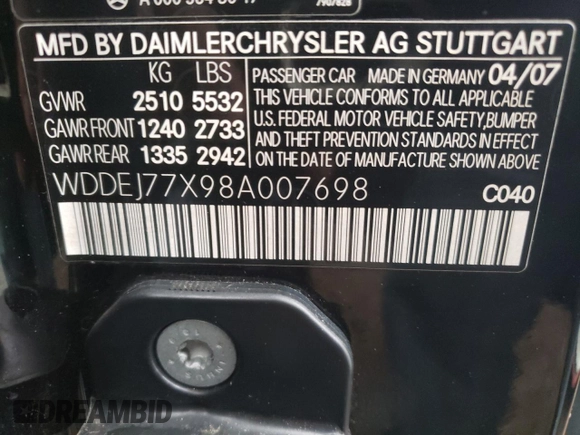 MFD BY DAIMLERCHRYSLER AG STUTTGART
KG LBS
GVWR 2510 5532
GAWR FRONT 1240 2733
GAWR REAR 1335 2942
PASSENGER CAR MADE IN GERMANY 04/07
THIS VEHICLE CONFORMS TO ALL APPLICABLE
U.S. FEDERAL MOTOR VEHICLE SAFETY, BUMPER
AND THEFT PREVENTION STANDARDS IN EFFECT
ON THE DATE OF MANUFACTURE SHOWN ABOVE.
WDDEJ77X98A007698
C040
DREAMBID